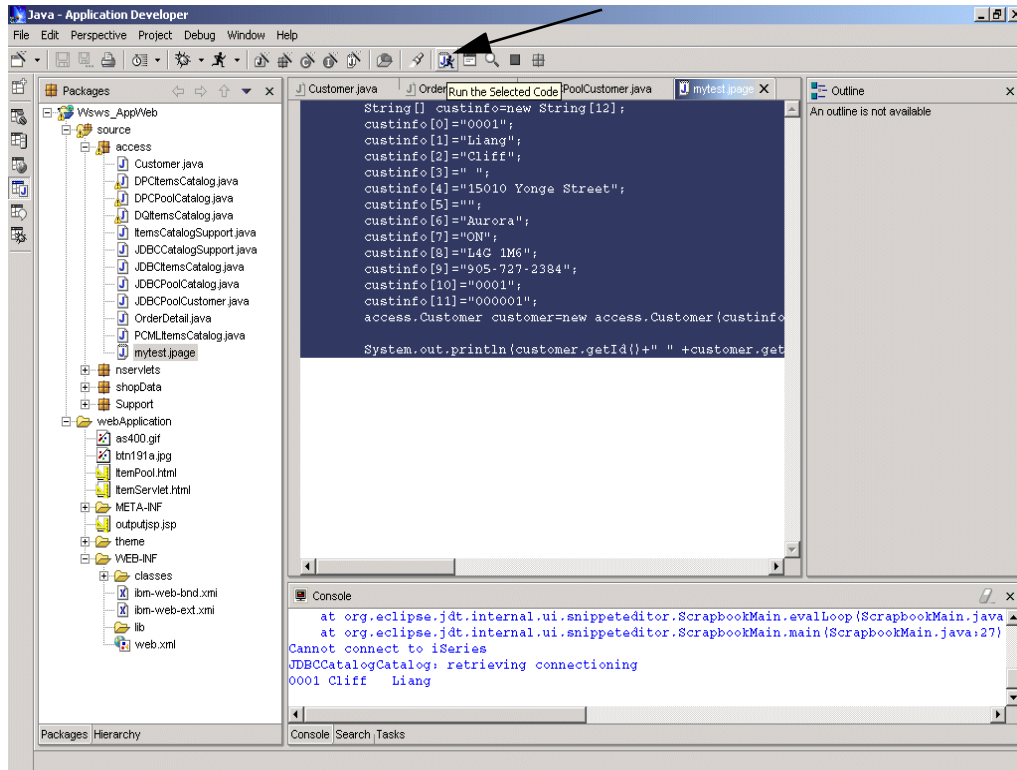 Java - Application Developer
File Edit Perspective Project Debug Window Help
Packages
Wsws_AppWeb
source
access
Customer.java
DPCItemsCatalog.java
DPCPoolCatalog.java
DQItemsCatalog.java
ItemsCatalogSupport.java
JDBCCatalogSupport.java
JDBCItemsCatalog.java
JDBCPoolCatalog.java
JDBCPoolCustomer.java
OrderDetail.java
PCMLItemsCatalog.java
mytest.jpage
nservlets
shopData
Support
webApplication
as400.gif
btn191a.jpg
ItemPool.html
ItemServlet.html
META-INF
outputjsp.jsp
theme
WEB-INF
classes
ibm-web-bnd.xmi
ibm-web-ext.xmi
lib
web.xml
Packages Hierarchy
Customer.java Order PoolCustomer.java mytest.jpage
Run the Selected Code
String[] custinfo=new String[12];
custinfo[0]="0001";
custinfo[1]="Liang";
custinfo[2]="Cliff";
custinfo[3]=" ";
custinfo[4]="15010 Yonge Street";
custinfo[5]="";
custinfo[6]="Aurora";
custinfo[7]="ON";
custinfo[8]="L4G 1M6";
custinfo[9]="905-727-2384";
custinfo[10]="0001";
custinfo[11]="000001";
access.Customer customer=new access.Customer(custinfo
System.out.println(customer.getId()+" " +customer.get
Outline
An outline is not available
Console
at org.eclipse.jdt.internal.ui.snippeteditor.ScrapbookMain.evalLoop(ScrapbookMain.java
at org.eclipse.jdt.internal.ui.snippeteditor.ScrapbookMain.main(ScrapbookMain.java:27)
Cannot connect to iSeries
JDBCCatalogCatalog: retrieving connectioning
0001 Cliff   Liang
Console Search Tasks